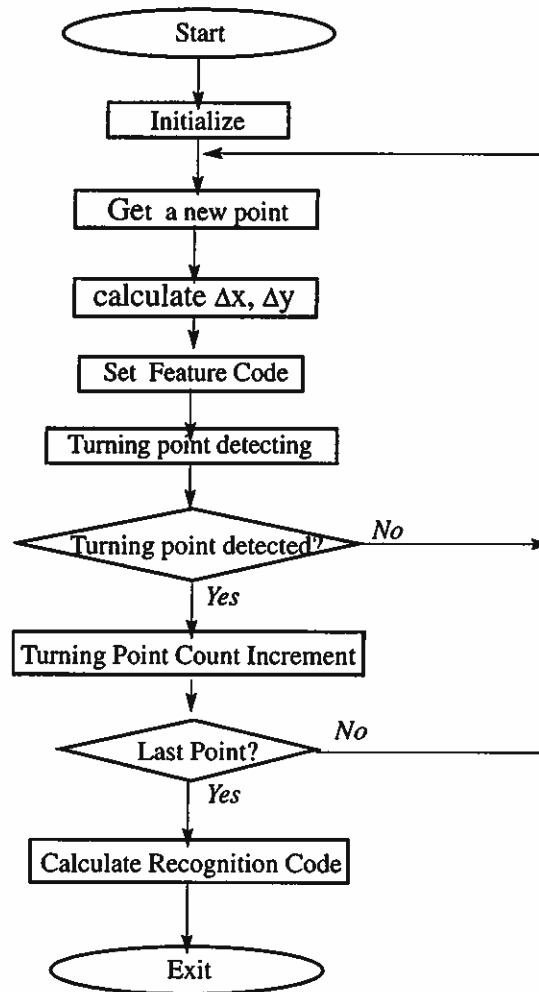 Start
Initialize
Get a new point
calculate Δx, Δy
Set Feature Code
Turning point detecting
Turning point detected?
No
Yes
Turning Point Count Increment
Last Point?
No
Yes
Calculate Recognition Code
Exit